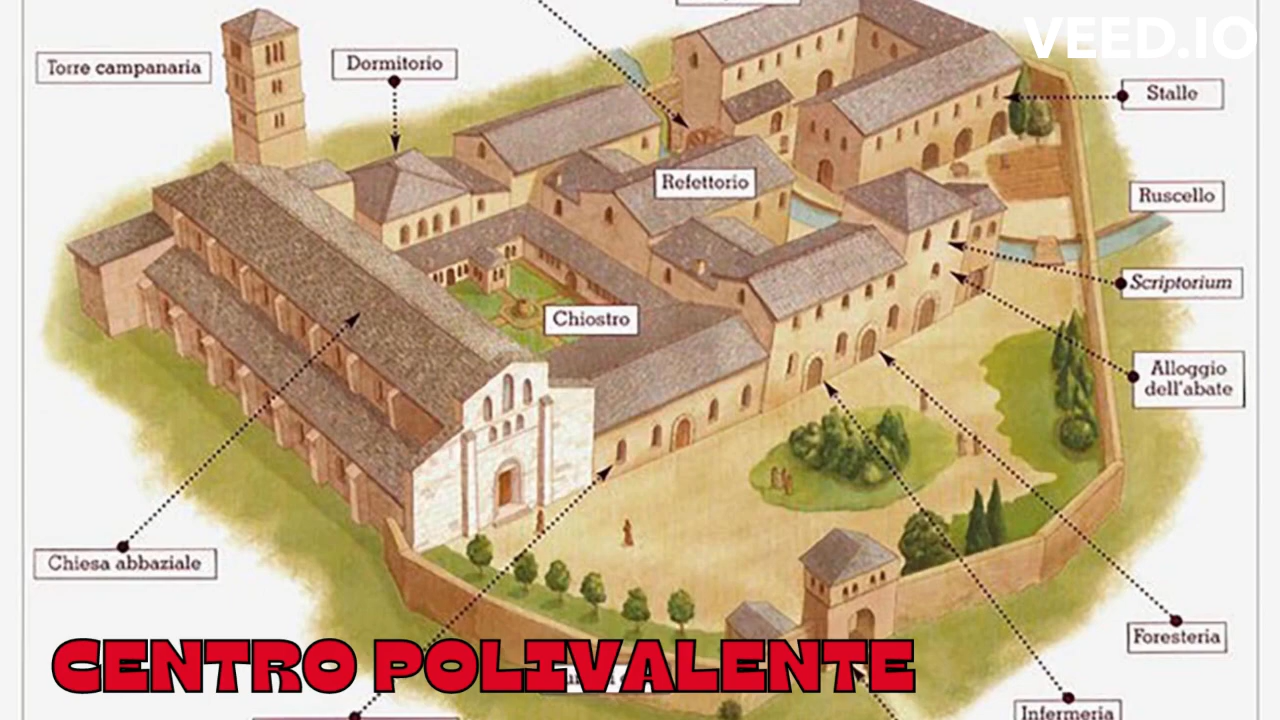 VEED.IO
Torre campanaria
Dormitorio
Stalle
Refettorio
Ruscello
Scriptorium
Chiostro
Alloggio
dell'abate
Chiesa abbaziale
Foresteria
CENTRO POLIVALENTE
Infermeria